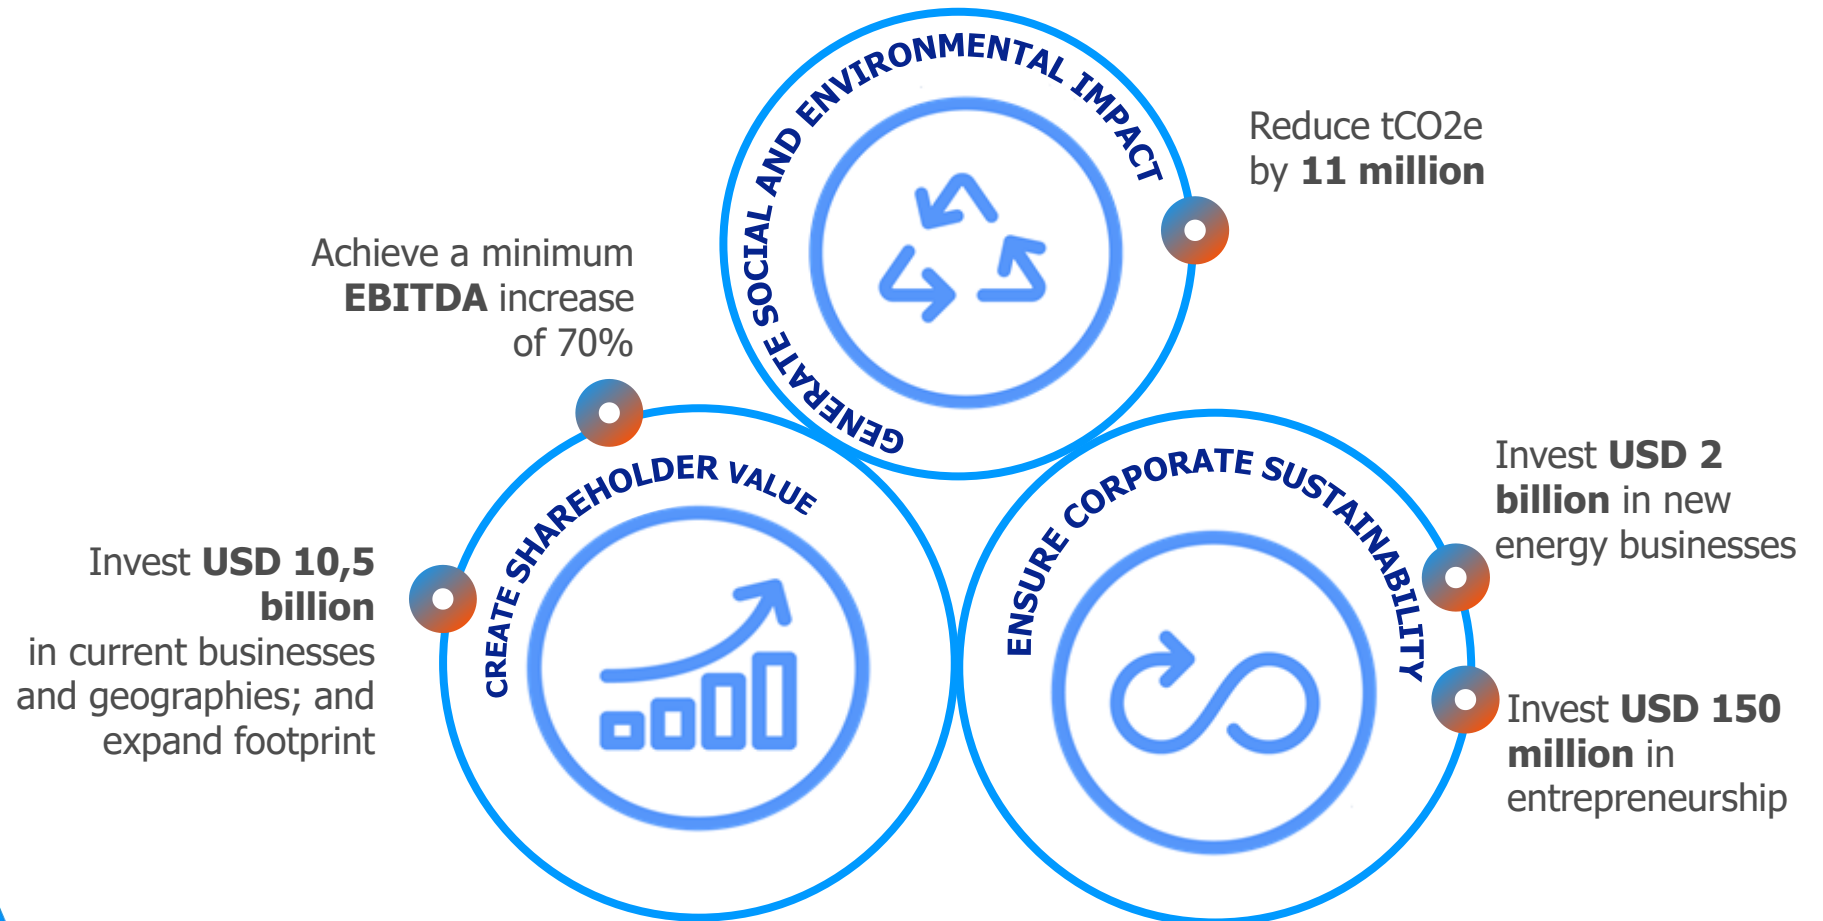 GENERATE SOCIAL AND ENVIRONMENTAL IMPACT
Reduce tCO2e
by 11 million
Achieve a minimum
EBITDA increase
of 70%
CREATE SHAREHOLDER VALUE
Invest USD 10,5
billion
in current businesses
and geographies; and
expand footprint
ENSURE CORPORATE SUSTAINABILITY
Invest USD 2
billion in new
energy businesses
Invest USD 150
million in
entrepreneurship